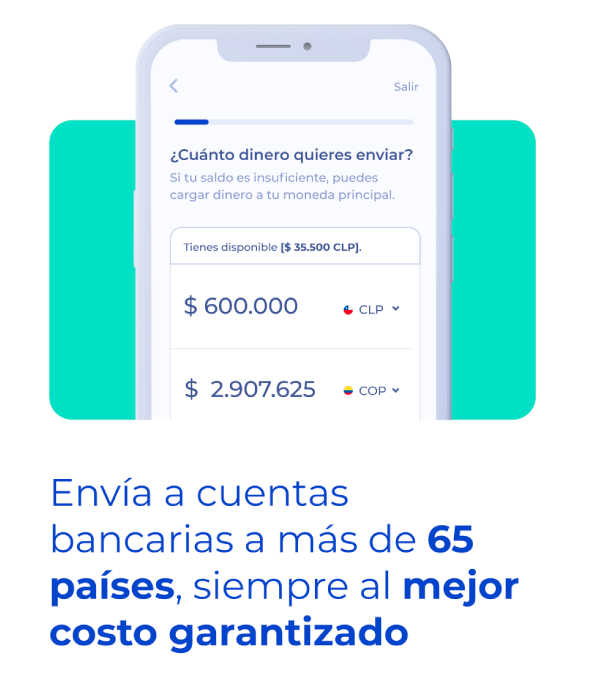 Salir
¿Cuánto dinero quieres enviar?
Si tu saldo es insuficiente, puedes
cargar dinero a tu moneda principal.
Tienes disponible [$ 35.500 CLP].
$ 600.000 CLP
$ 2.907.625 COP
Envía a cuentas
bancarias a más de 65
países, siempre al mejor
costo garantizado